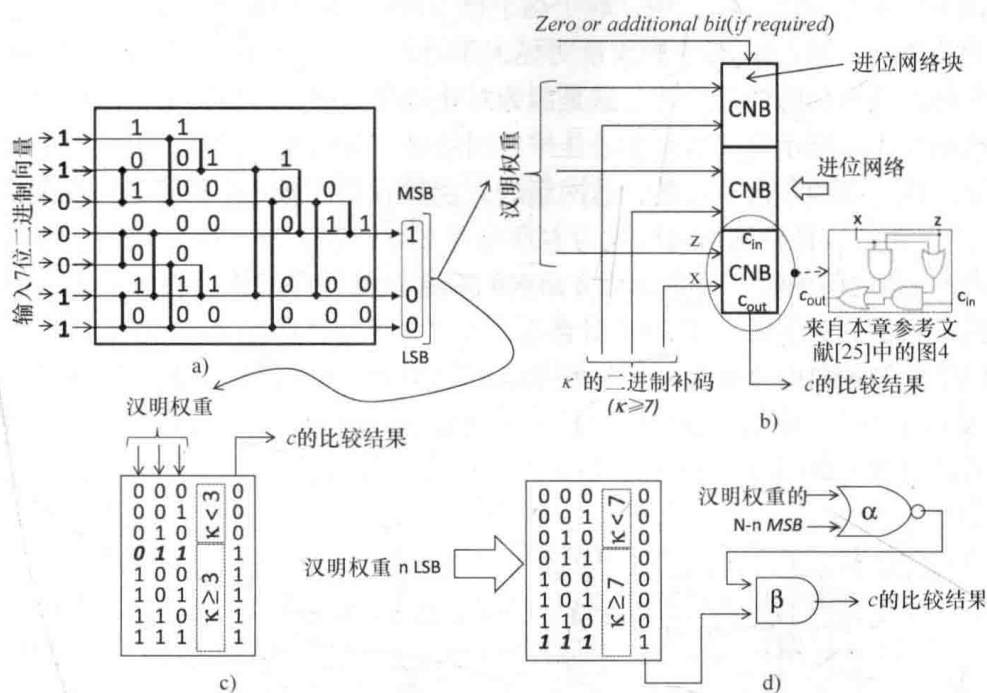 Zero or additional bit(if required)
进位网络块
CNB
CNB
进位网络
汉明权重
Z
X
c_in
CNB
c_out
x z
c_out c_in
来自本章参考文
献[25]中的图4
κ' 的二进制补码
(κ≥7)
c的比较结果
b)
输入7位二进制向量
1 1 1
1 0 0 1 1
0 1 0 0 0 0 0
0 0 0 0 0 0 1 1 1
0 0 0
1 1 0 1 0 0 0 0
1 0 0 0 0 0 0
MSB
1
0
0
LSB
a)
汉明权重
c的比较结果
0 0 0 0
0 0 1 0
0 1 0 0
0 1 1 1
1 0 0 1
1 0 1 1
1 1 0 1
1 1 1 1
κ<3
κ≥3
c)
汉明权重 n LSB
0 0 0 0
0 0 1 0
0 1 0 0
0 1 1 0
1 0 0 0
1 0 1 0
1 1 0 0
1 1 1 1
κ<7
κ≥7
汉明权重的
N-n MSB
α
β
c的比较结果
d)